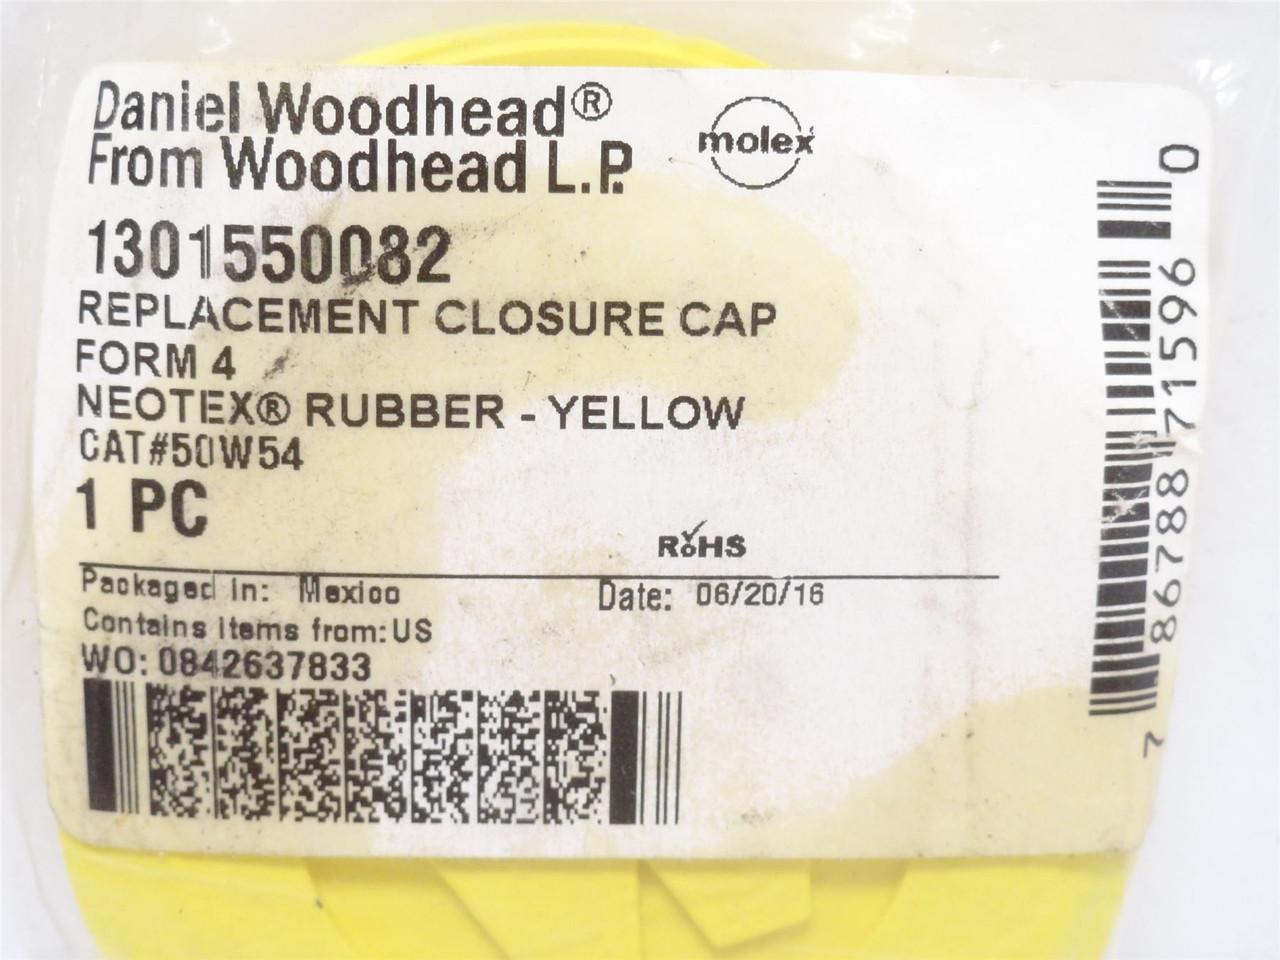 Daniel Woodhead®
From Woodhead L.P.
molex
1301550082
REPLACEMENT CLOSURE CAP
FORM 4
NEOTEX® RUBBER - YELLOW
CAT#50W54
1 PC
RoHS
Packaged in: Mexico
Date: 06/20/16
Contains items from:US
WO: 0842637833
7 86788 71596 0